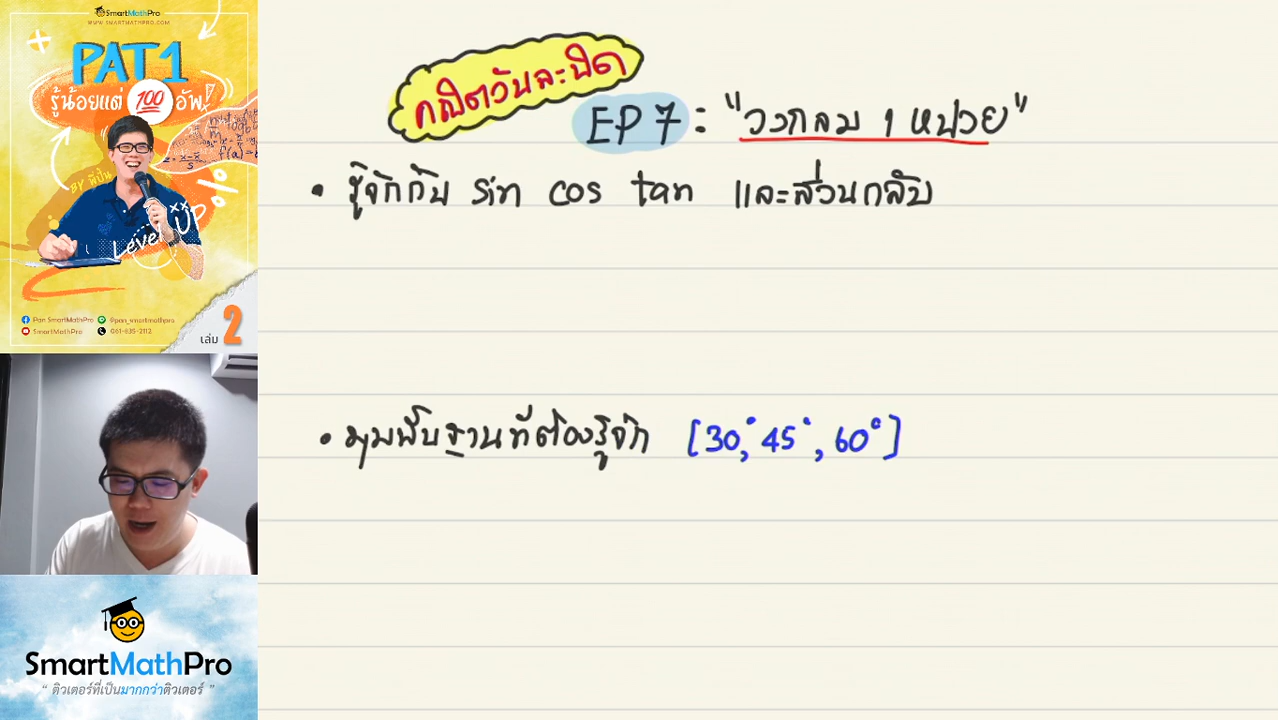 SmartMathPro
WWW.SMARTMATHPRO.COM
PAT 1
รู้น้อยแต่ 100 อัพ!
BY พี่ปั้น
Level UP
%
Pan SmartMathPro
@pan_smartmathpro
SmartMathPro
061-835-2112
เล่ม 2
คณิตวันละนิด
EP 7 : "วงกลม 1 หน่วย"
• รู้จักกับ sin cos tan และส่วนกลับ
• มุมพื้นฐานที่ต้องรู้จัก [30°, 45°, 60°]
SmartMathPro
" ติวเตอร์ที่เป็นมากกว่าติวเตอร์ "